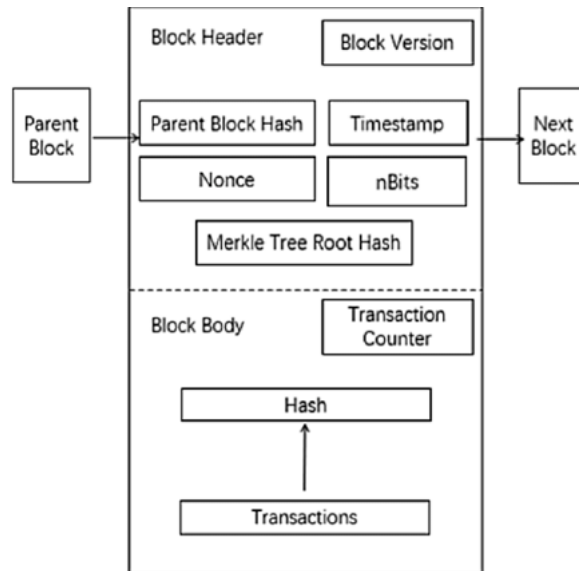 Block Header
Block Version
Parent
Block
Parent Block Hash
Timestamp
Next
Block
Nonce
nBits
Merkle Tree Root Hash
Block Body
Transaction
Counter
Hash
Transactions